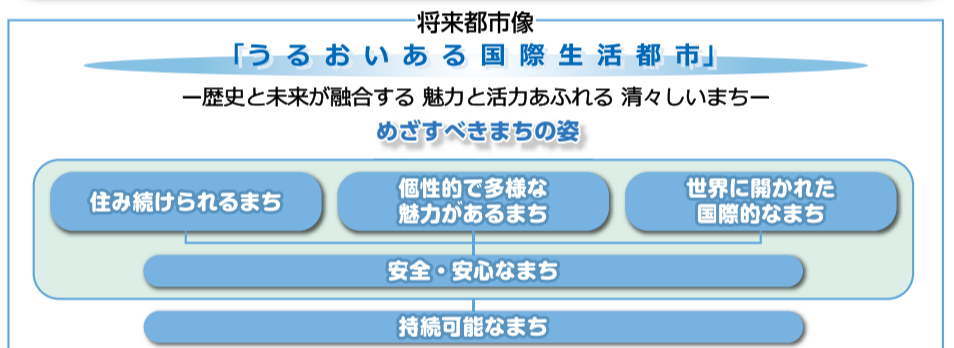 将来都市像
「うるおいある国際生活都市」
ー歴史と未来が融合する 魅力と活力あふれる 清々しいまちー
めざすべきまちの姿
住み続けられるまち
個性的で多様な
魅力があるまち
世界に開かれた
国際的なまち
安全・安心なまち
持続可能なまち